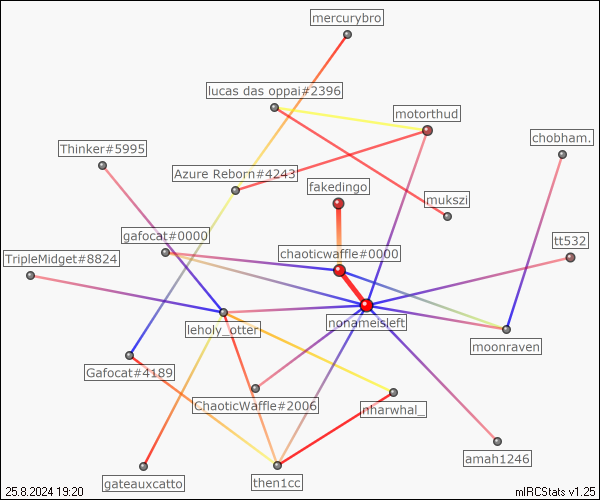 mercurybro
lucas das oppai#2396
motorthud
chobham.
Thinker#5995
Azure Reborn#4243
fakedingo
mukszi
gafocat#0000
tt532
chaoticwaffle#0000
TripleMidget#8824
nonameisleft
leholy_otter
moonraven
Gafocat#4189
ChaoticWaffle#2006
nharwhal_
amah1246
gateauxcatto
then1cc
25.8.2024 19:20
mIRCStats v1.25